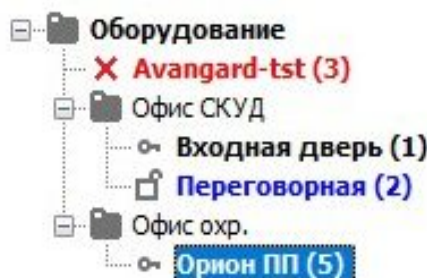 Оборудование
Avangard-tst (3)
Офис СКУД
Входная дверь (1)
Переговорная (2)
Офис охр.
Орион ПП (5)